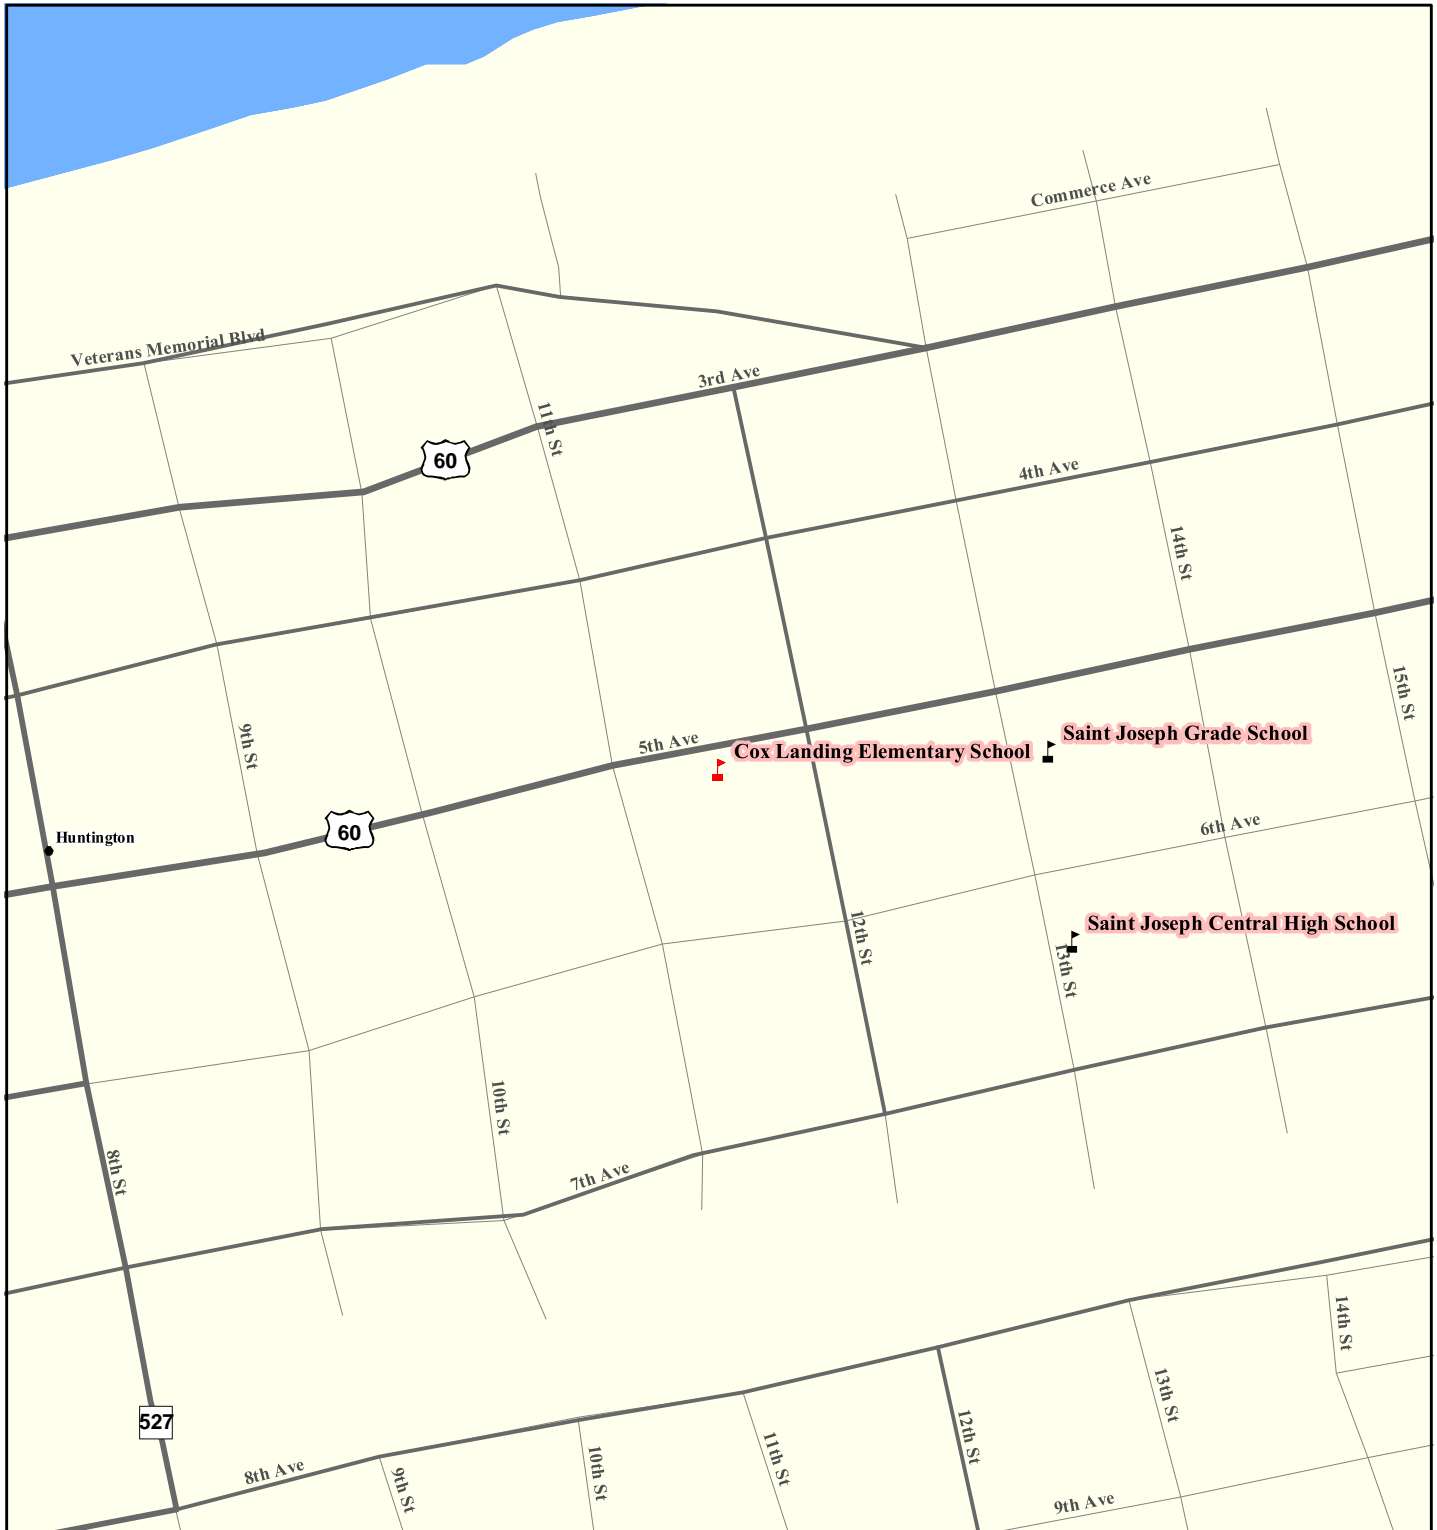 Commerce Ave
Veterans Memorial Blvd
3rd Ave
11th St
60
4th Ave
14th St
15th St
9th St
5th Ave
Cox Landing Elementary School
Saint Joseph Grade School
60
Huntington
6th Ave
12th St
Saint Joseph Central High School
13th St
10th St
8th St
7th Ave
14th St
13th St
527
12th St
11th St
8th Ave
10th St
9th St
9th Ave